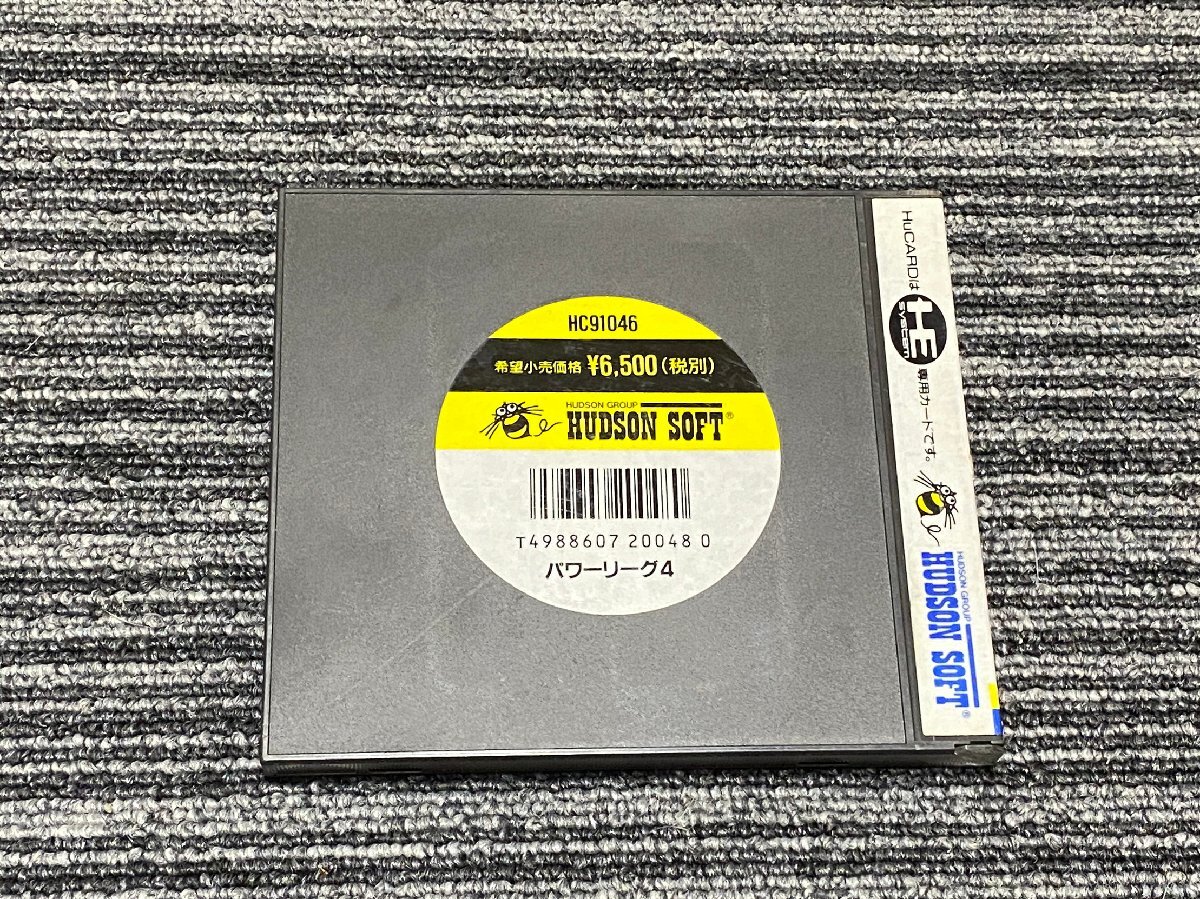 HC91046
希望小売価格 ¥6,500(税別)
HUDSON GROUP
HUDSON SOFT®
T4988607 20048 0
パワーリーグ4
HuCARDは
HE
system
専用カードです。
HUDSON GROUP
HUDSON SOFT®